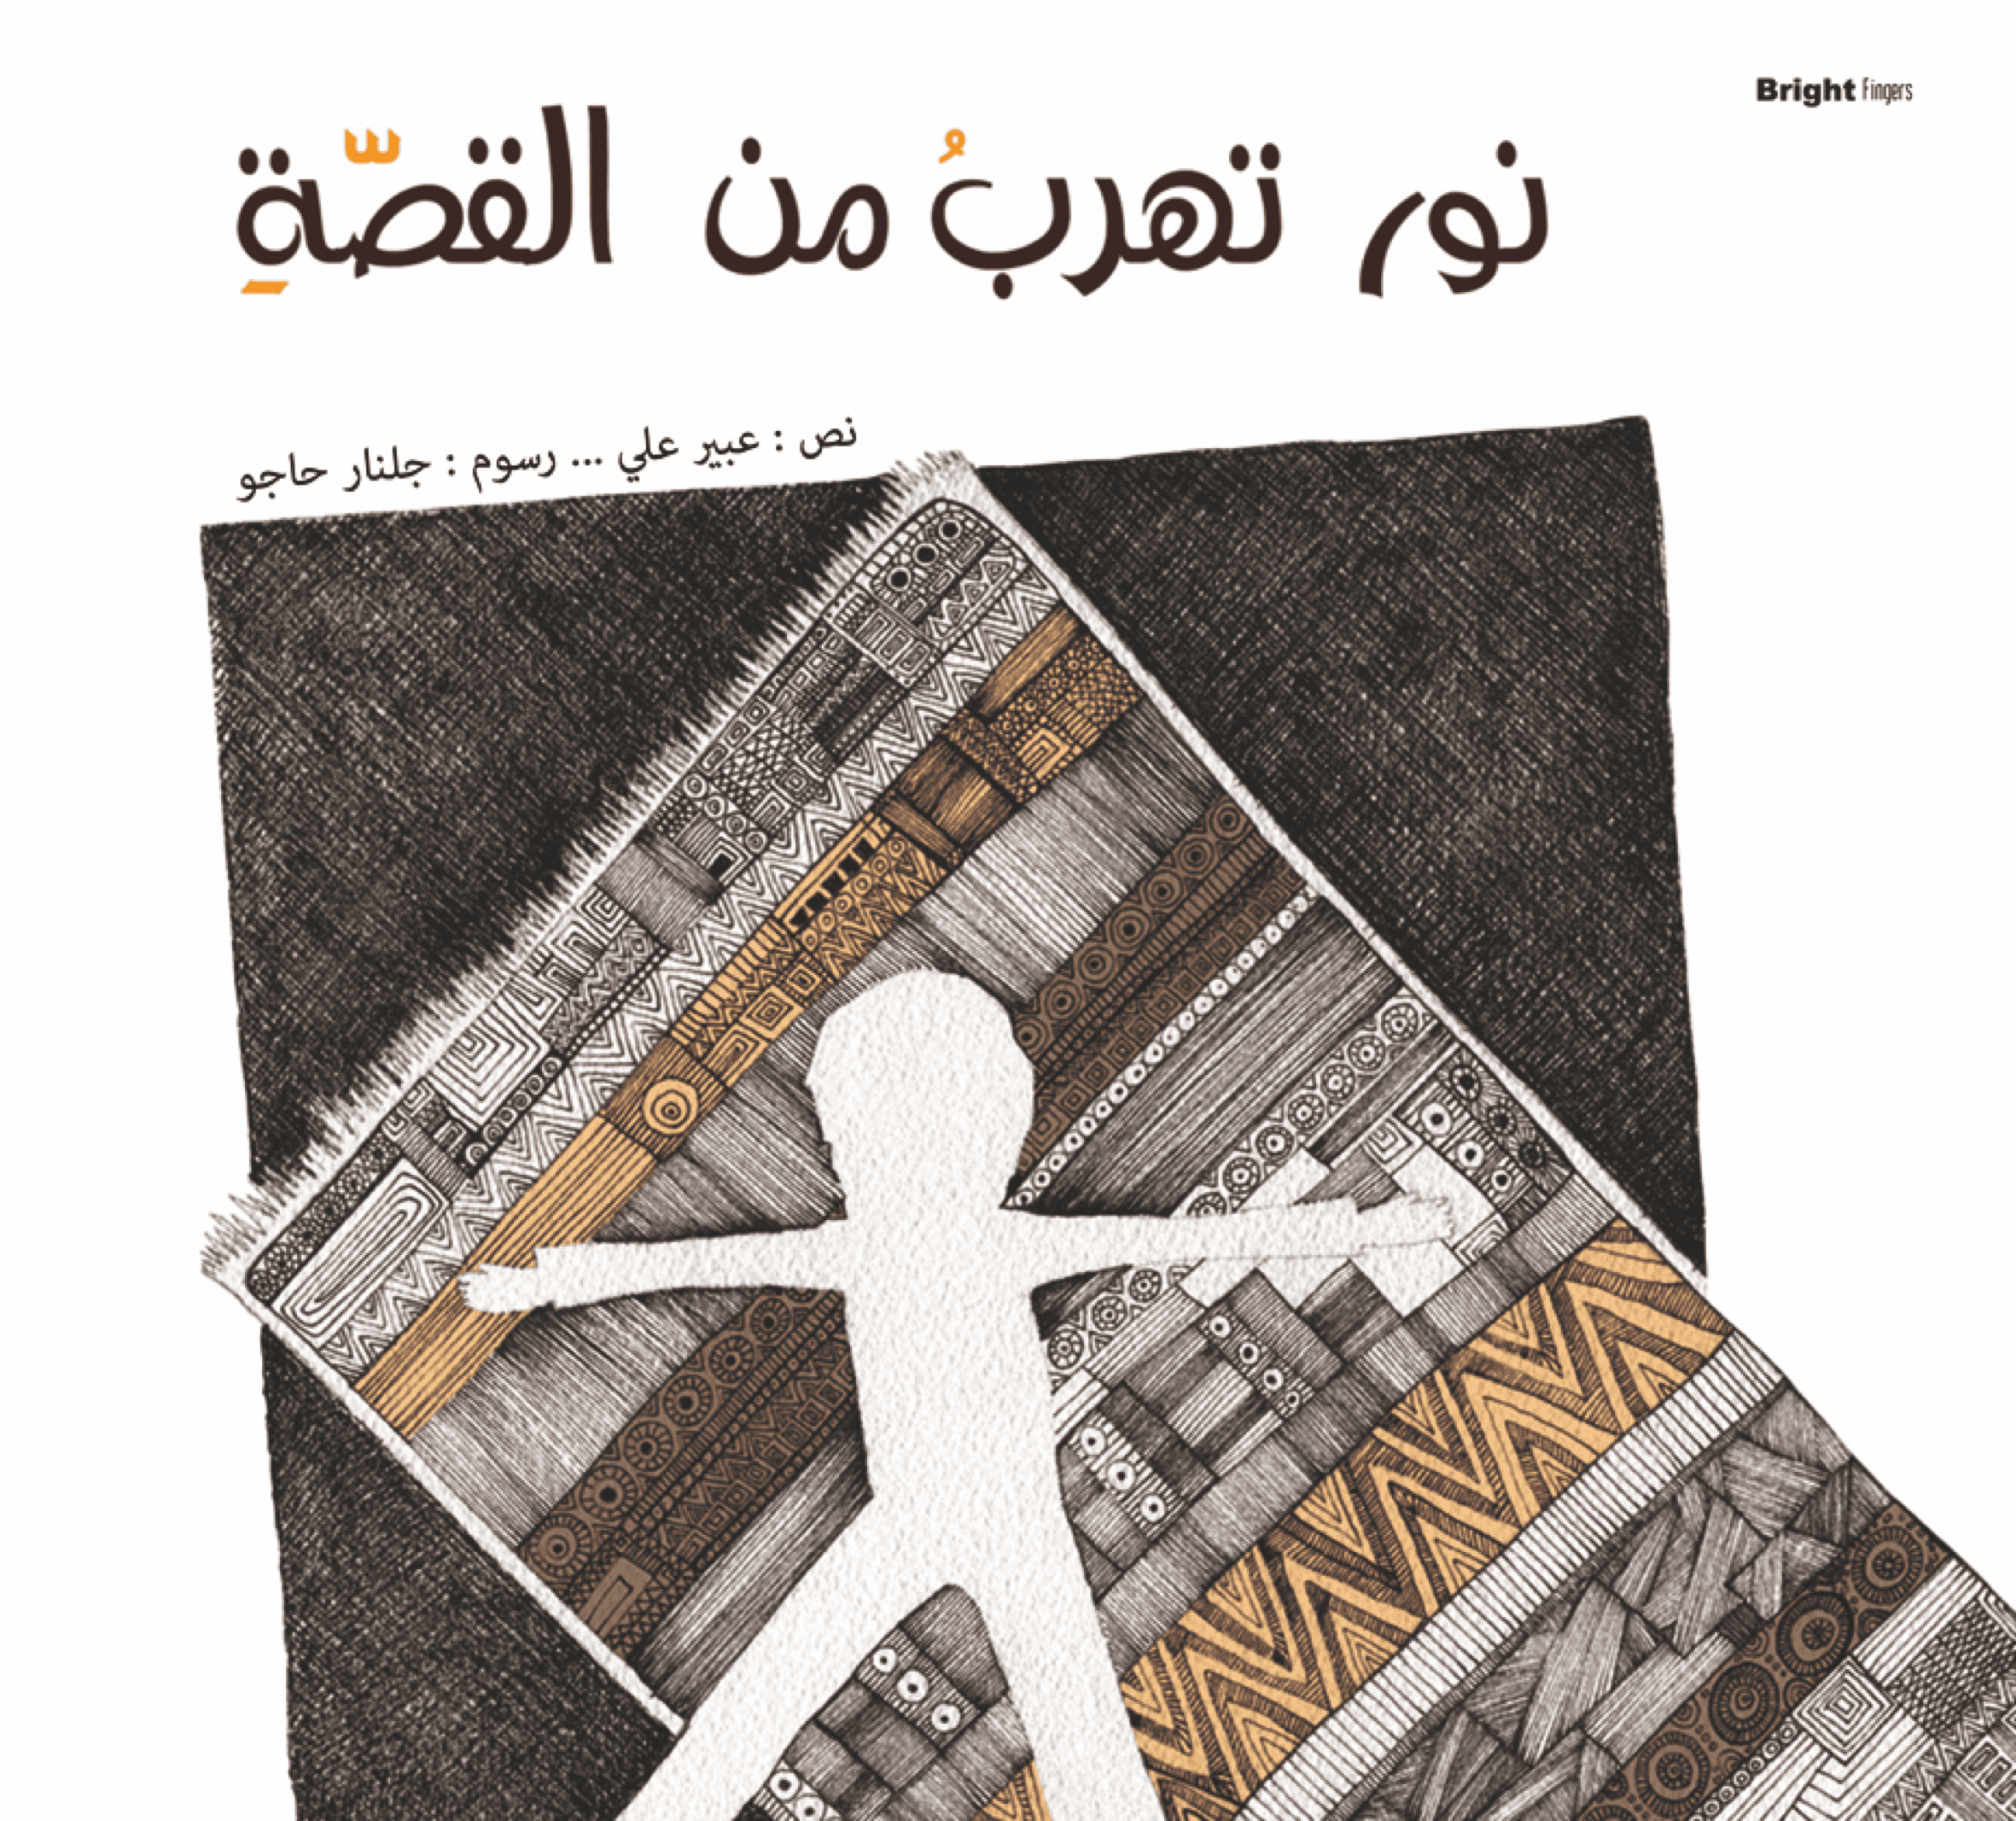 Bright Fingers
نور تهربُ من القصّةِ
نص : عبير علي ... رسوم : جلنار حاجو